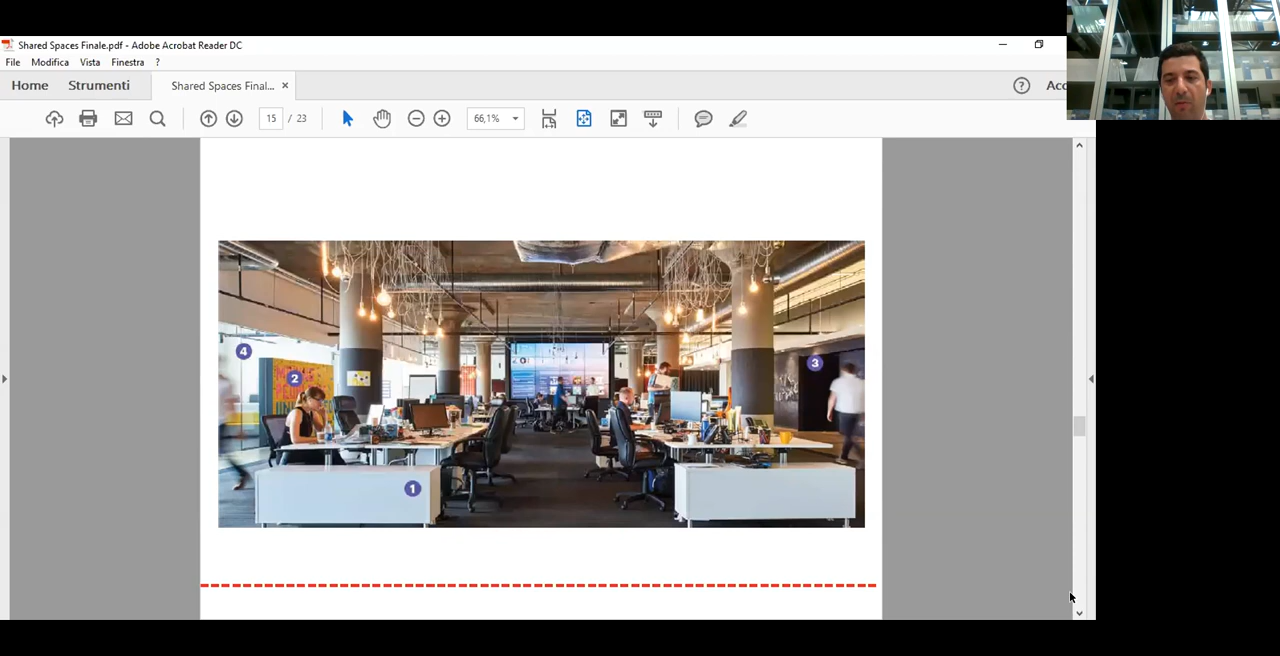 Shared Spaces Finale.pdf - Adobe Acrobat Reader DC
File Modifica Vista Finestra ?
Home Strumenti Shared Spaces Final... × ? Acc
15 / 23 66,1%
4
3
2
1